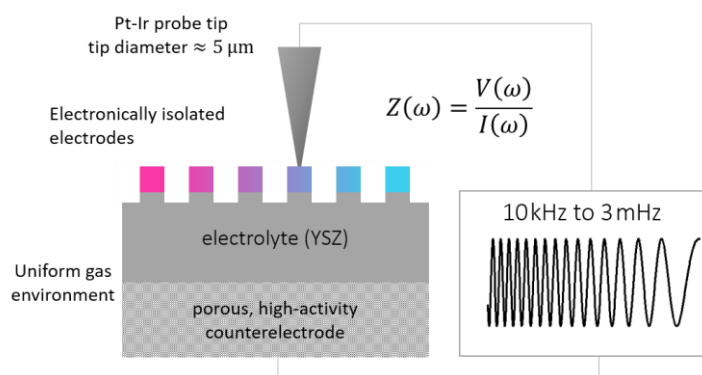 Pt-Ir probe tip
tip diameter ≈ 5 μm
Electronically isolated
electrodes
Z(ω) = V(ω)/I(ω)
10 kHz to 3 mHz
electrolyte (YSZ)
Uniform gas
environment
porous, high-activity
counterelectrode